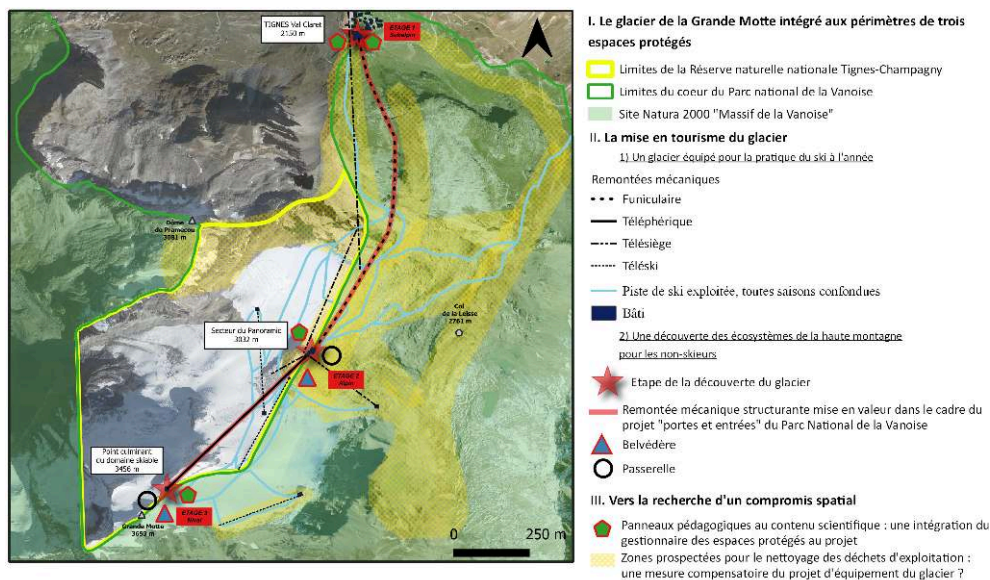 TIGNES Val Claret
2150 m
ETAGE 1
Subalpin
Dôme
de Pramecou
3081 m
Secteur du Panoramic
3032 m
Col
de la Leisse
2761 m
ETAGE 2
Alpin
Point culminant
du domaine skiable
3456 m
ETAGE 3
Nival
Grande Motte
3653 m
0
250 m
I. Le glacier de la Grande Motte intégré aux périmètres de trois
espaces protégés
Limites de la Réserve naturelle nationale Tignes-Champagny
Limites du coeur du Parc national de la Vanoise
Site Natura 2000 "Massif de la Vanoise"
II. La mise en tourisme du glacier
1) Un glacier équipé pour la pratique du ski à l'année
Remontées mécaniques
Funiculaire
Téléphérique
Télésiège
Téléski
Piste de ski exploitée, toutes saisons confondues
Bâti
2) Une découverte des écosystèmes de la haute montagne
pour les non-skieurs
Etape de la découverte du glacier
Remontée mécanique structurante mise en valeur dans le cadre du
projet "portes et entrées" du Parc National de la Vanoise
Belvédère
Passerelle
III. Vers la recherche d'un compromis spatial
Panneaux pédagogiques au contenu scientifique : une intégration du
gestionnaire des espaces protégés au projet
Zones prospectées pour le nettoyage des déchets d'exploitation :
une mesure compensatoire du projet d'équipement du glacier ?